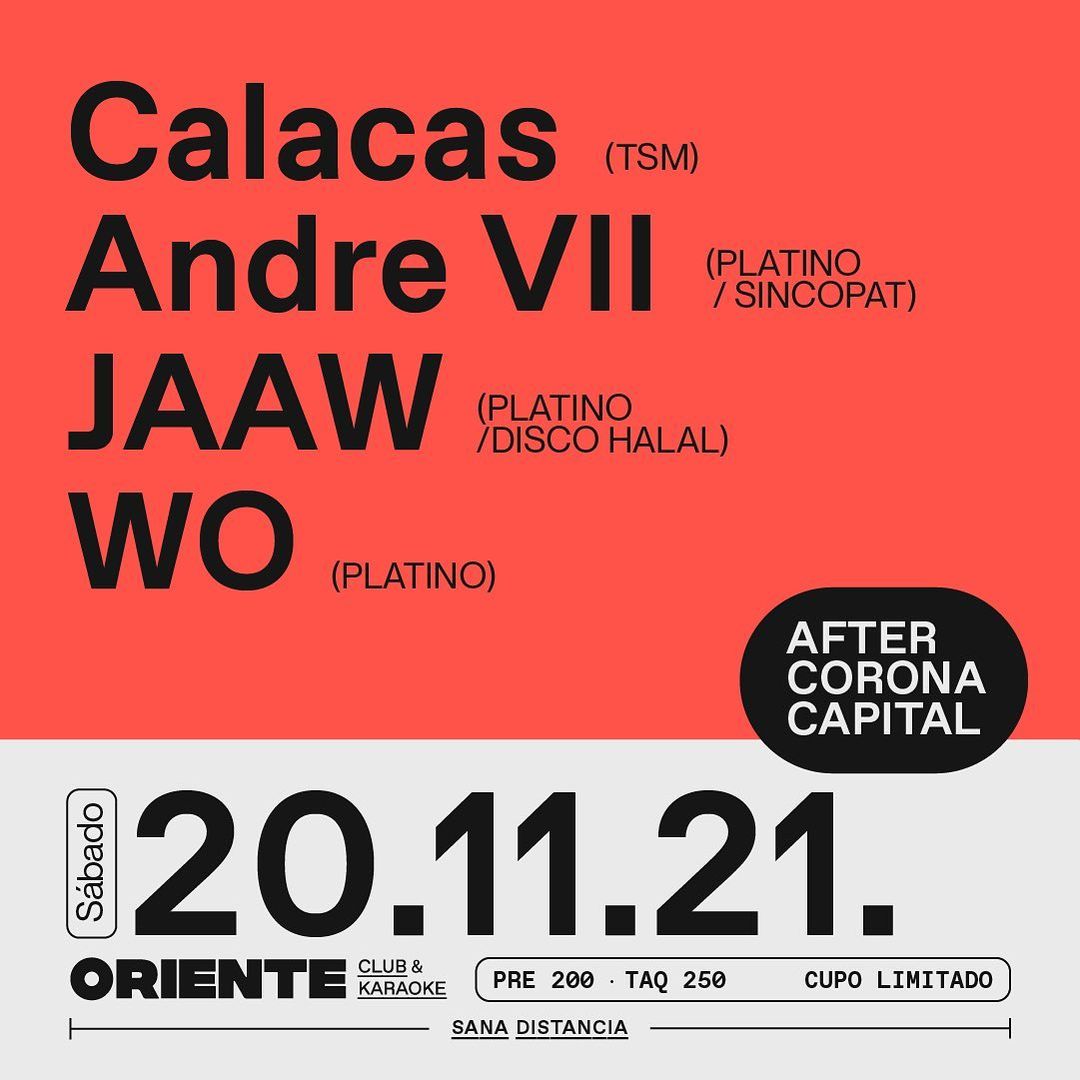 Calacas (TSM)
Andre VII (PLATINO
/ SINCOPAT)
JAAW (PLATINO
/DISCO HALAL)
WO (PLATINO)
AFTER
CORONA
CAPITAL
Sábado
20.11.21.
ORIENTE CLUB &
KARAOKE
PRE 200 · TAQ 250 CUPO LIMITADO
SANA DISTANCIA